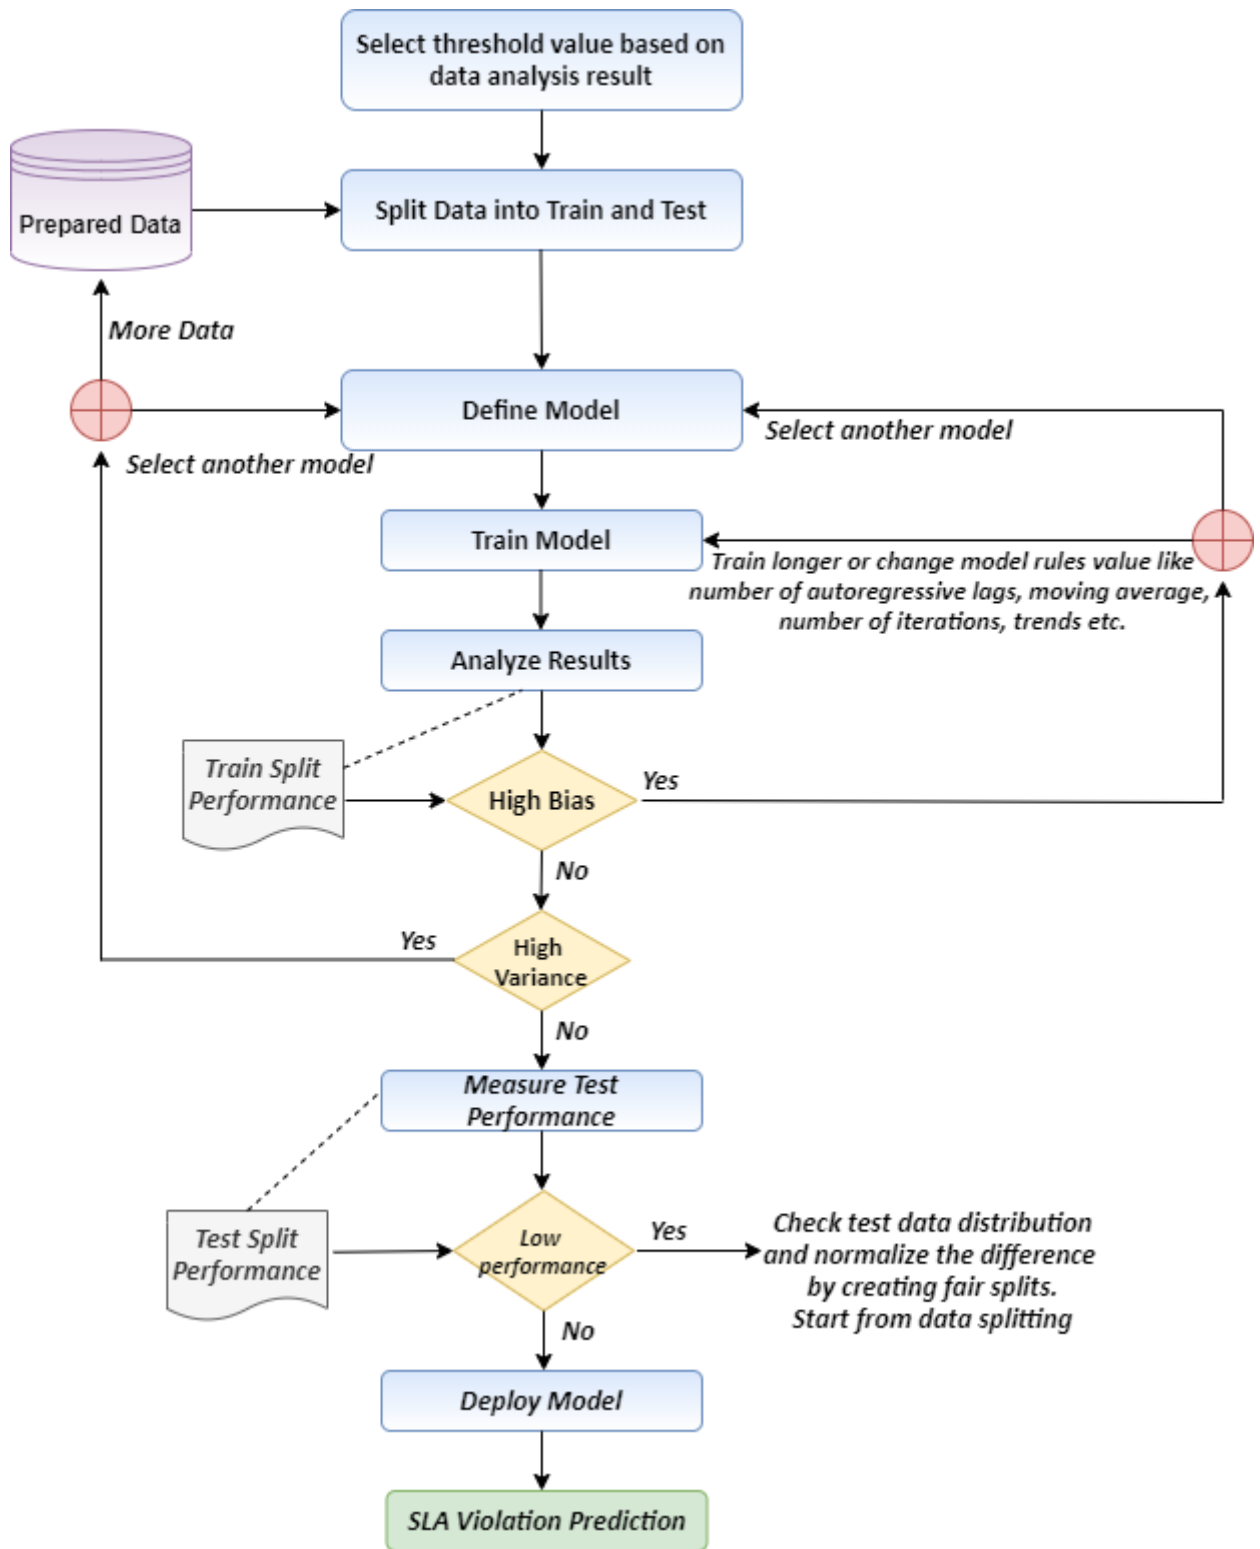 Select threshold value based on
data analysis result
Prepared Data
Split Data into Train and Test
More Data
Define Model
Select another model
Select another model
Train Model
Train longer or change model rules value like
number of autoregressive lags, moving average,
number of iterations, trends etc.
Analyze Results
Train Split
Performance
High Bias
Yes
No
Yes
High
Variance
No
Measure Test
Performance
Test Split
Performance
Low
performance
Yes
Check test data distribution
and normalize the difference
by creating fair splits.
Start from data splitting
No
Deploy Model
SLA Violation Prediction